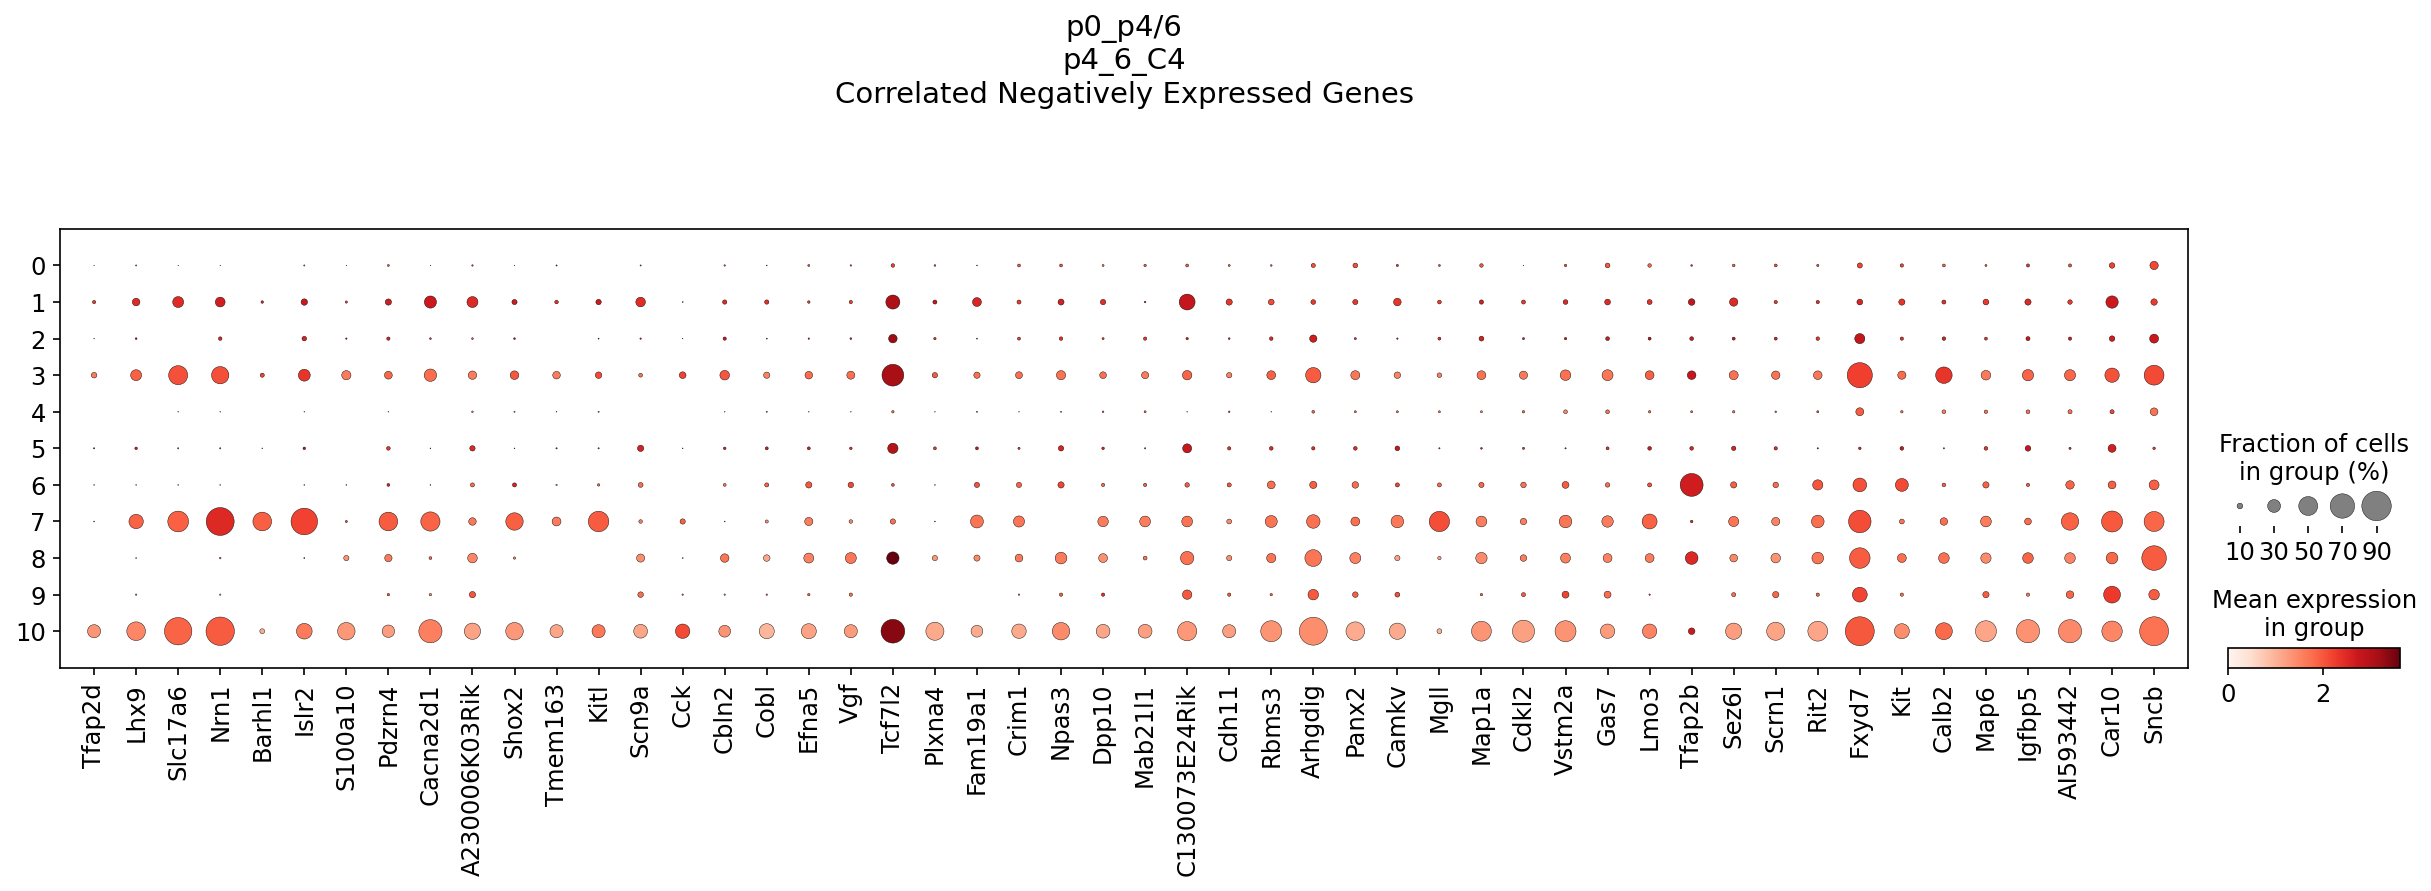 p0_p4/6
p4_6_C4
Correlated Negatively Expressed Genes
0
1
2
3
4
5
6
7
8
9
10
Tfap2d
Lhx9
Slc17a6
Nrn1
Barhl1
Islr2
S100a10
Pdzrn4
Cacna2d1
A230006K03Rik
Shox2
Tmem163
Kitl
Scn9a
Cck
Cbln2
Cobl
Efna5
Vgf
Tcf7l2
Plxna4
Fam19a1
Crim1
Npas3
Dpp10
Mab21l1
C130073E24Rik
Cdh11
Rbms3
Arhgdig
Panx2
Camkv
Mgll
Map1a
Cdkl2
Vstm2a
Gas7
Lmo3
Tfap2b
Sez6l
Scrn1
Rit2
Fxyd7
Kit
Calb2
Map6
Igfbp5
AI593442
Car10
Sncb
Fraction of cells
in group (%)
10 30 50 70 90
Mean expression
in group
0 2